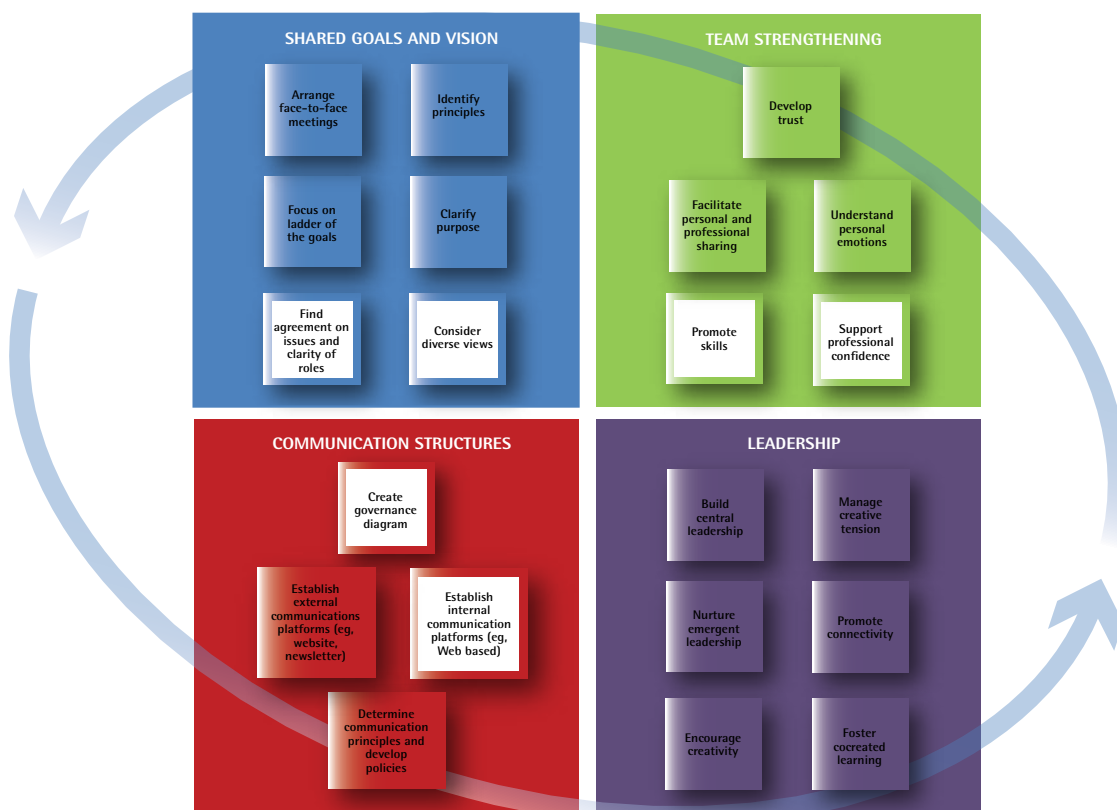 SHARED GOALS AND VISION
Arrange
face-to-face
meetings
Identify
principles
Focus on
ladder of
the goals
Clarify
purpose
Find
agreement on
issues and
clarity of
roles
Consider
diverse views
TEAM STRENGTHENING
Develop
trust
Facilitate
personal and
professional
sharing
Understand
personal
emotions
Promote
skills
Support
professional
confidence
COMMUNICATION STRUCTURES
Create
governance
diagram
Establish
external
communications
platforms (eg,
website,
newsletter)
Establish
internal
communication
platforms (eg,
Web based)
Determine
communication
principles and
develop
policies
LEADERSHIP
Build
central
leadership
Manage
creative
tension
Nurture
emergent
leadership
Promote
connectivity
Encourage
creativity
Foster
cocreated
learning